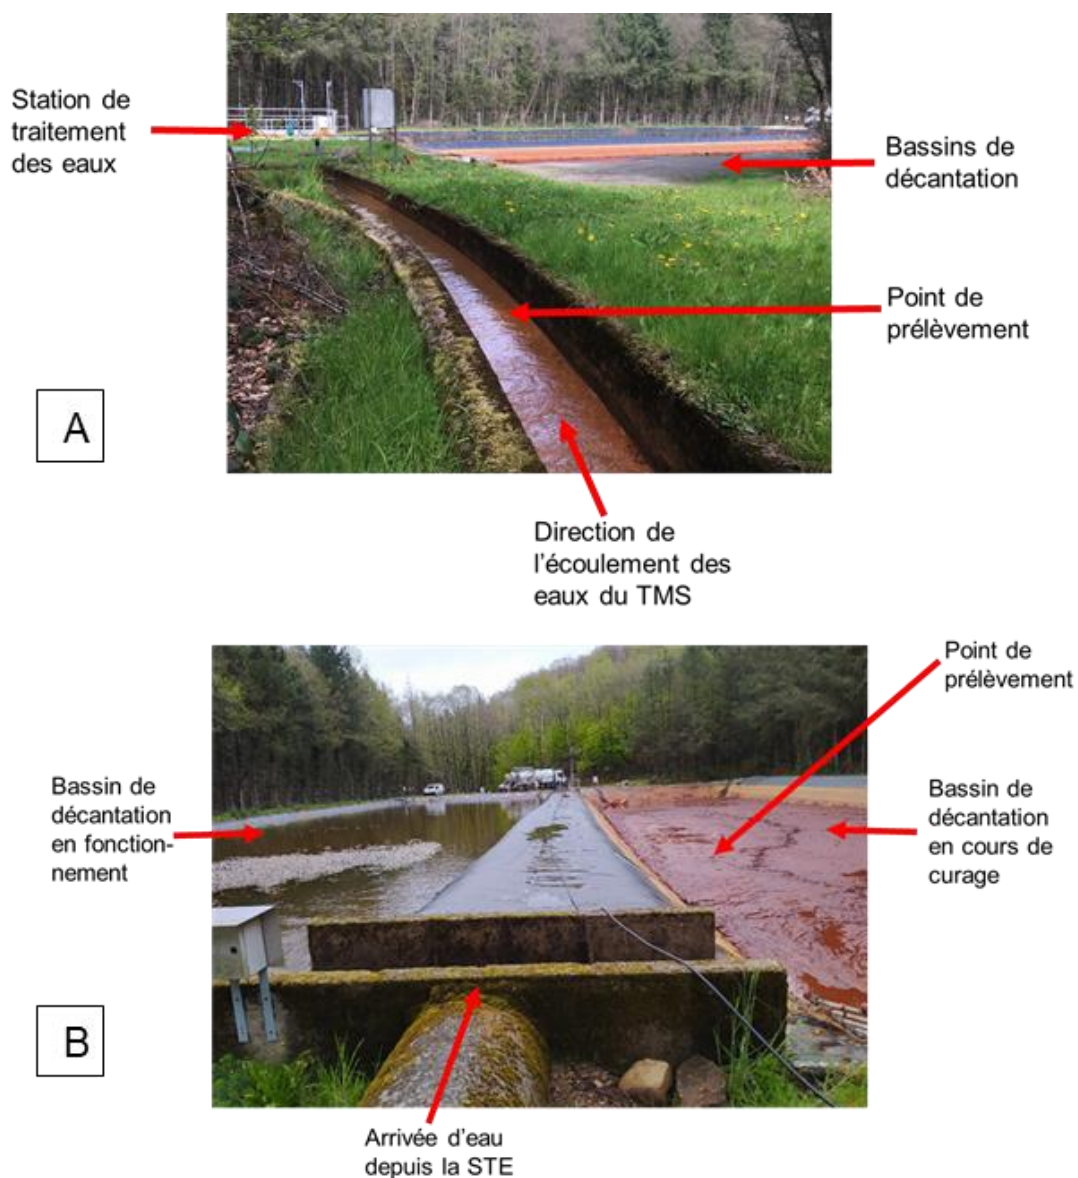 Station de
traitement
des eaux
Bassins de
décantation
Point de
prélèvement
A
Direction de
l'écoulement des
eaux du TMS
Point de
prélèvement
Bassin de
décantation
en fonction-
nement
Bassin de
décantation
en cours de
curage
B
Arrivée d'eau
depuis la STE